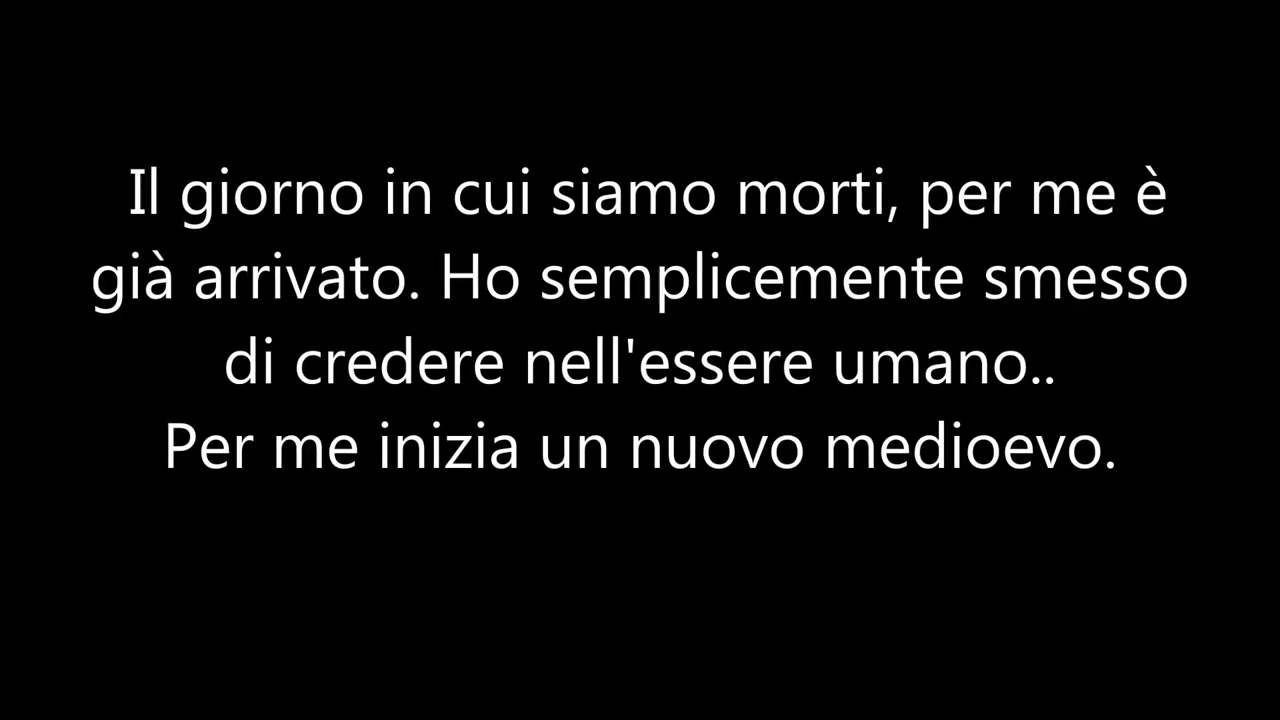 Il giorno in cui siamo morti, per me è
già arrivato. Ho semplicemente smesso
di credere nell'essere umano..
Per me inizia un nuovo medioevo.